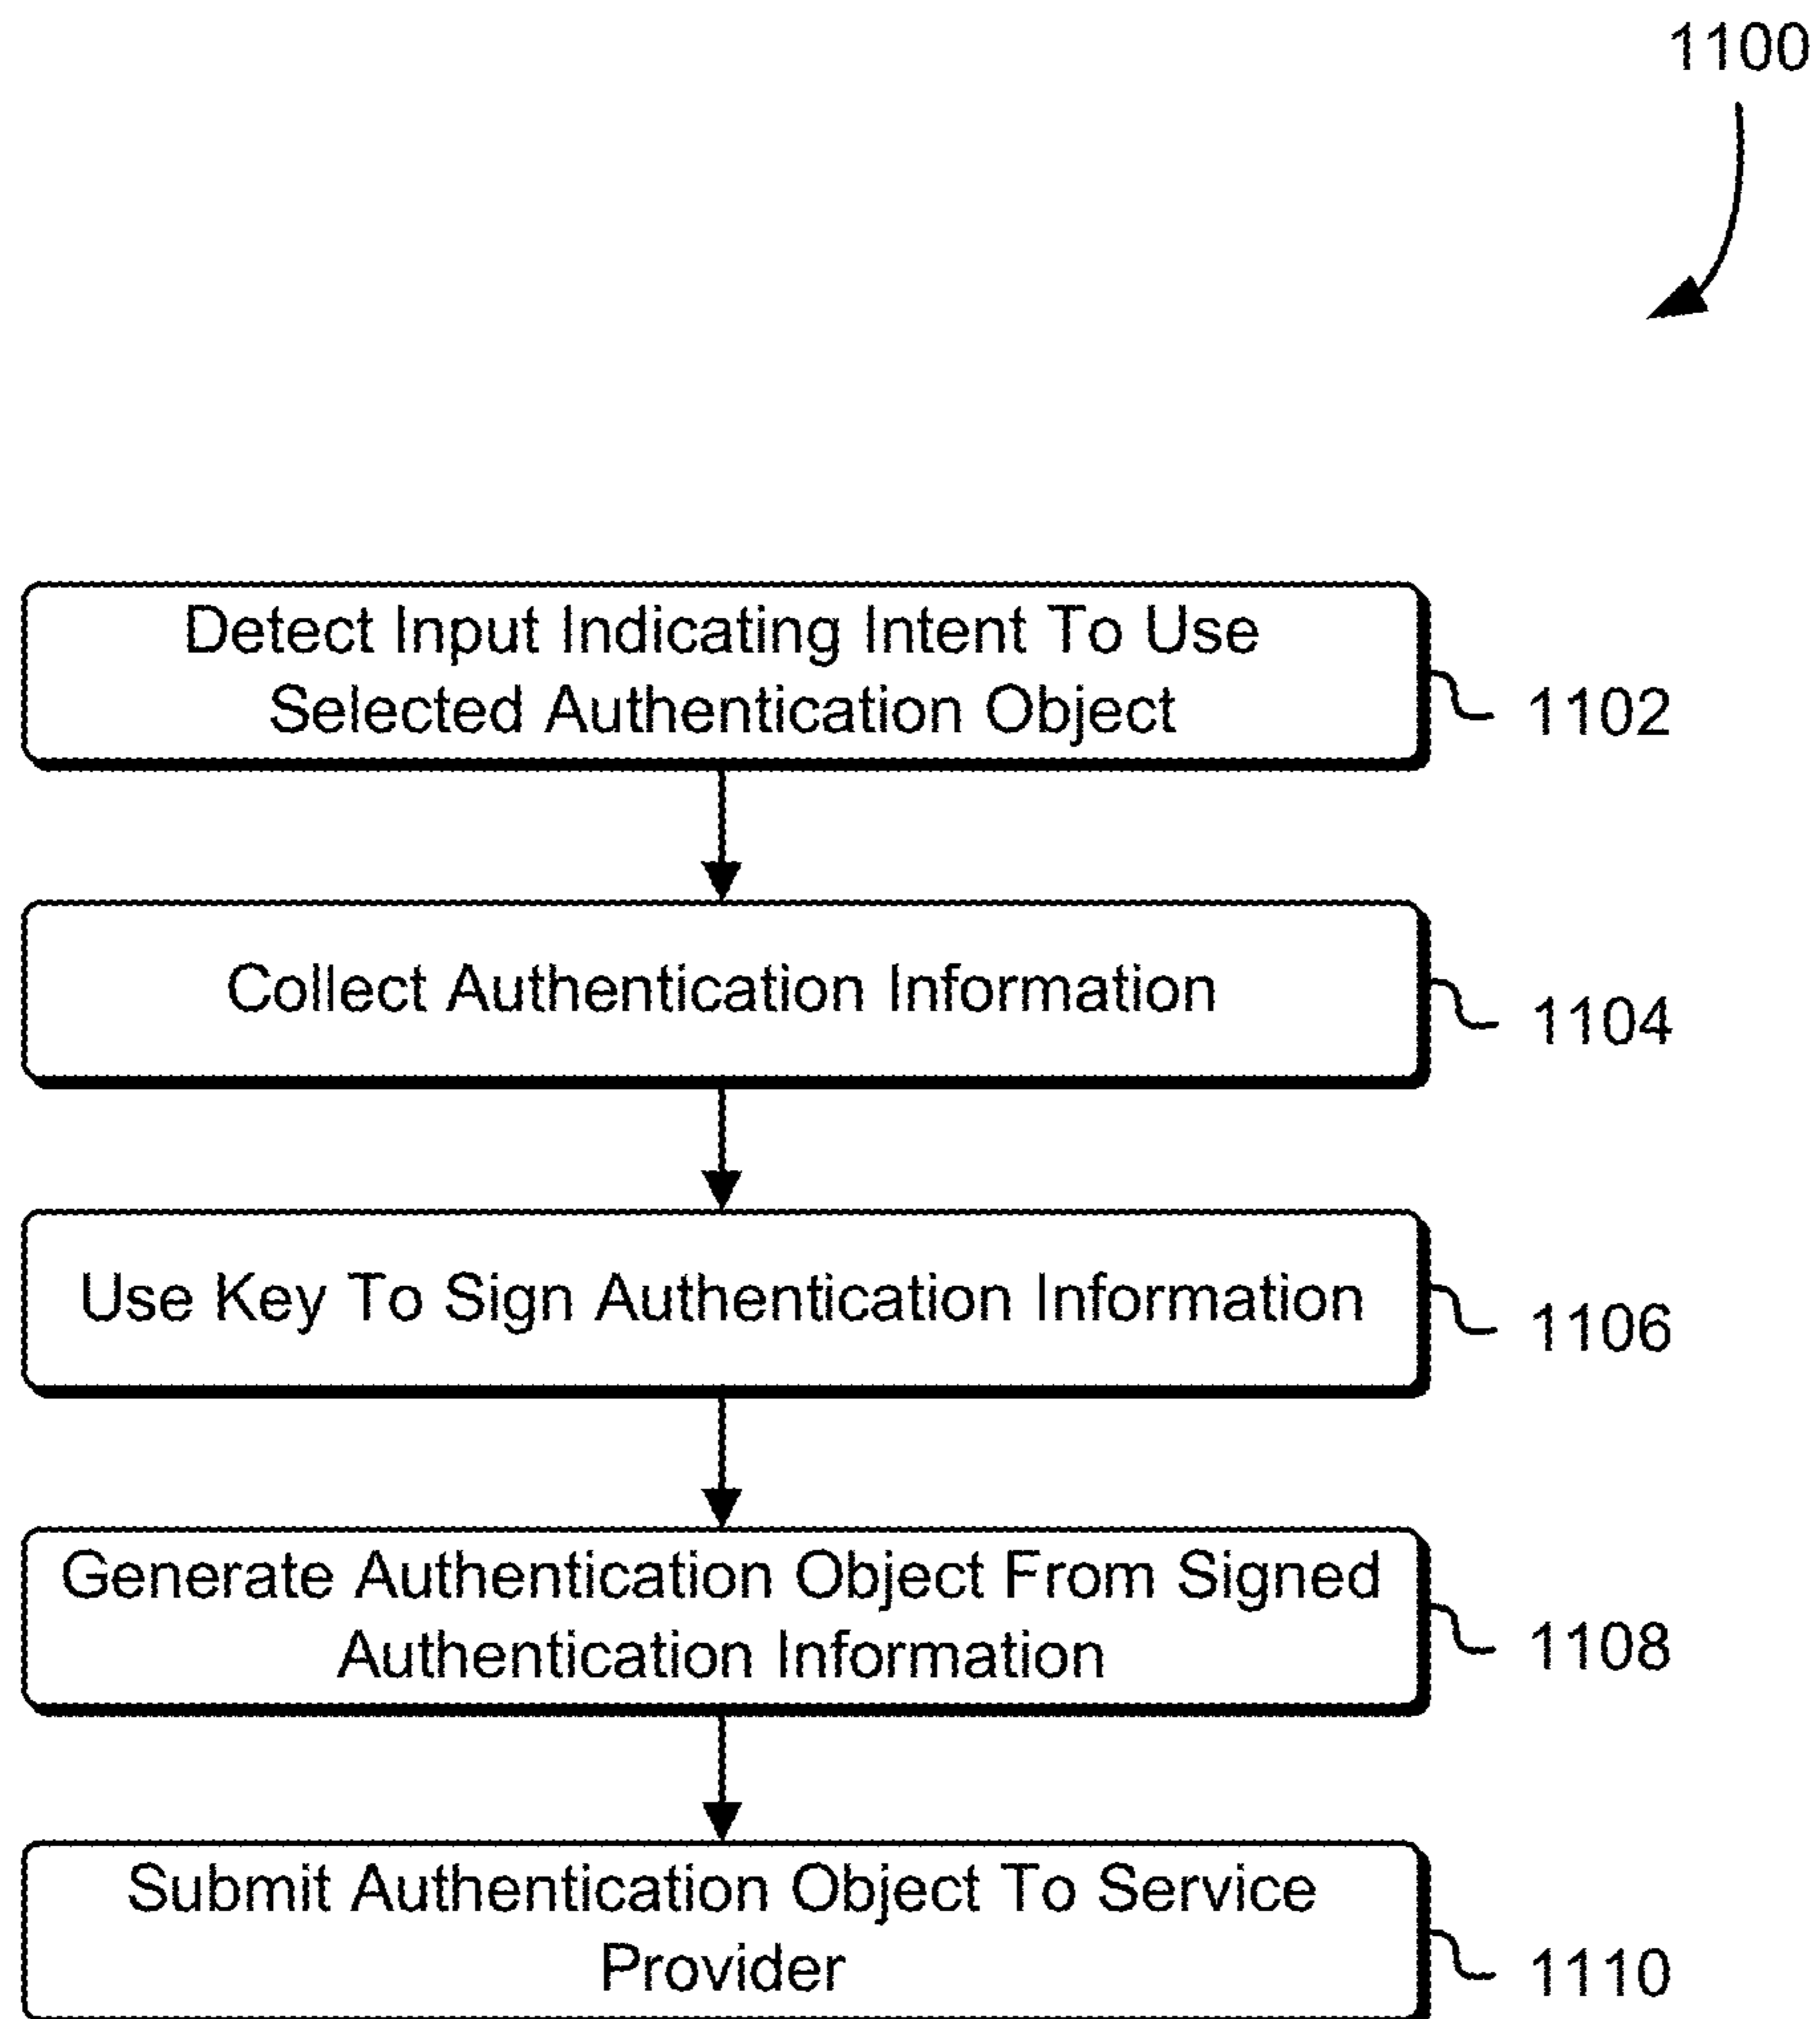 1100
Detect Input Indicating Intent To Use
Selected Authentication Object
1102
Collect Authentication Information
1104
Use Key To Sign Authentication Information
1106
Generate Authentication Object From Signed
Authentication Information
1108
Submit Authentication Object To Service
Provider
1110